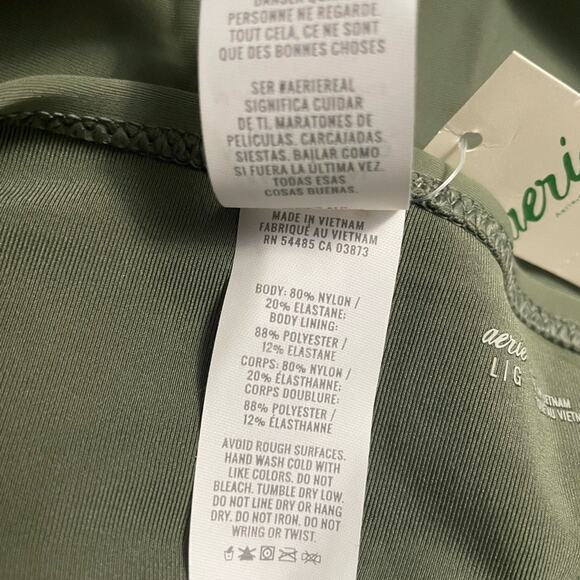 PERSONNE NE REGARDE.
TOUT CELA, CE NE SONT
QUE DES BONNES CHOSES
SER #AERIEREAL
SIGNIFICA CUIDAR
DE TI. MARATONES DE
PELÍCULAS. CARCAJADAS.
SIESTAS. BAILAR COMO
SI FUERA LA ÚLTIMA VEZ.
TODAS ESAS
COSAS BUENAS.
MADE IN VIETNAM
FABRIQUÉ AU VIETNAM
RN 54485 CA 03873
BODY: 80% NYLON /
20% ELASTANE;
BODY LINING:
88% POLYESTER /
12% ELASTANE
CORPS: 80% NYLON /
20% ÉLASTHANNE;
CORPS DOUBLURE:
88% POLYESTER /
12% ÉLASTHANNE
AVOID ROUGH SURFACES.
HAND WASH COLD WITH
LIKE COLORS. DO NOT
BLEACH. TUMBLE DRY LOW.
DO NOT LINE DRY OR HANG
DRY. DO NOT IRON. DO NOT
WRING OR TWIST.
aerie